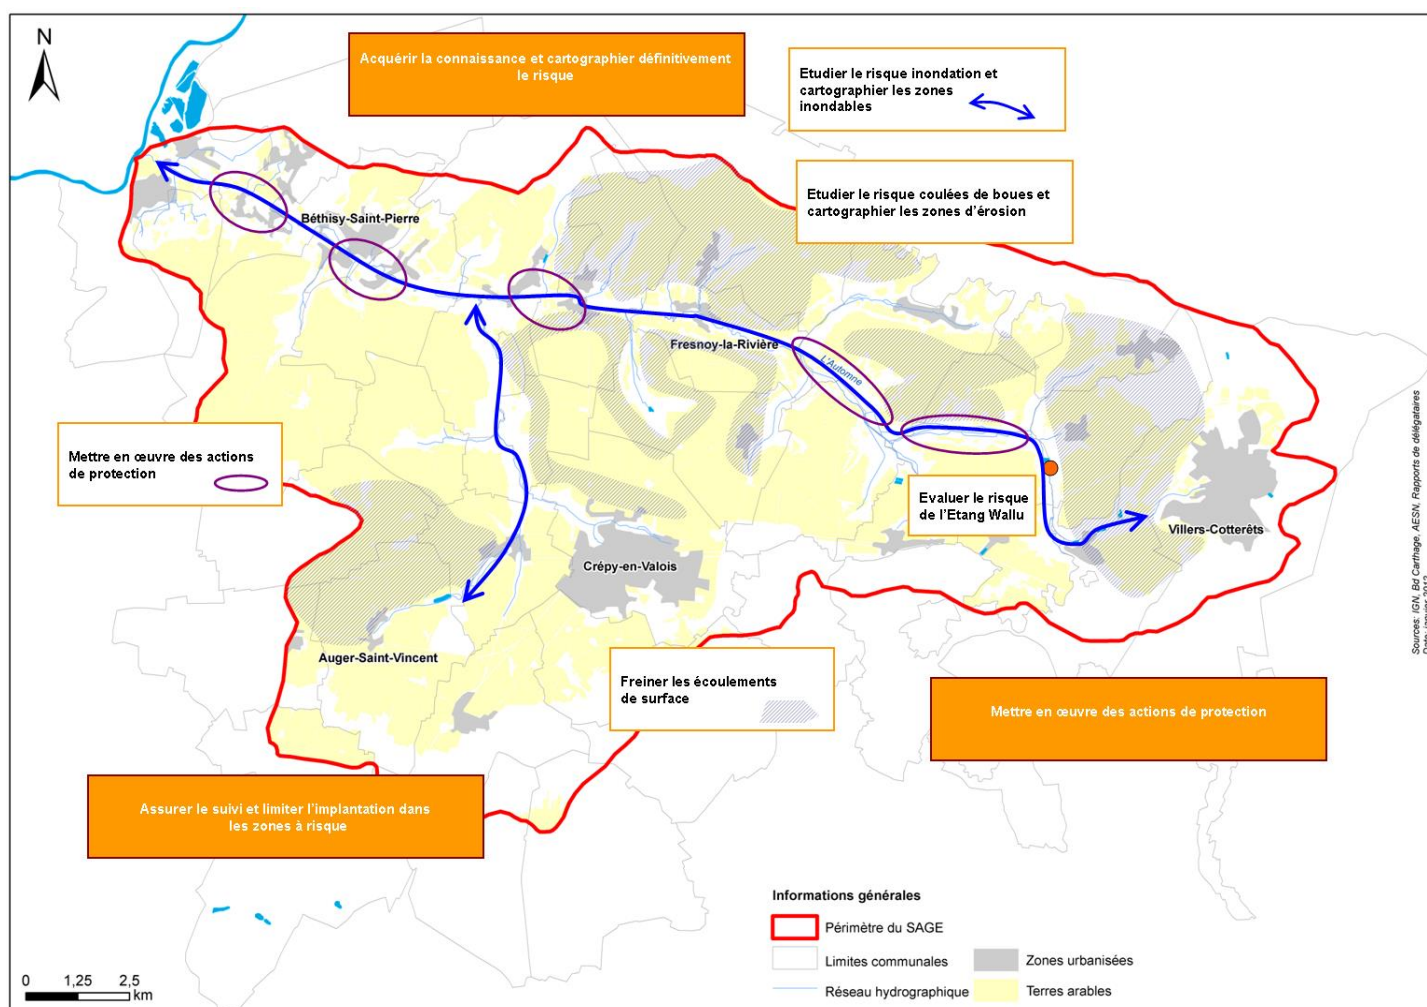 N
Acquérir la connaissance et cartographier définitivement
le risque
Etudier le risque inondation et
cartographier les zones
inondables
Etudier le risque coulées de boues et
cartographier les zones d'érosion
Béthisy-Saint-Pierre
Fresnoy-la-Rivière
L'Automne
Mettre en œuvre des actions
de protection
Evaluer le risque
de l'Etang Wallu
Villers-Cotterêts
Crépy-en-Valois
Auger-Saint-Vincent
Freiner les écoulements
de surface
Mettre en œuvre des actions de protection
Assurer le suivi et limiter l'implantation dans
les zones à risque
Sources: IGN, Bd Carthage, AESN, Rapports de délégataires
Date: janvier 2012
Informations générales
Périmètre du SAGE
Limites communales
Zones urbanisées
Réseau hydrographique
Terres arables
0 1,25 2,5
km